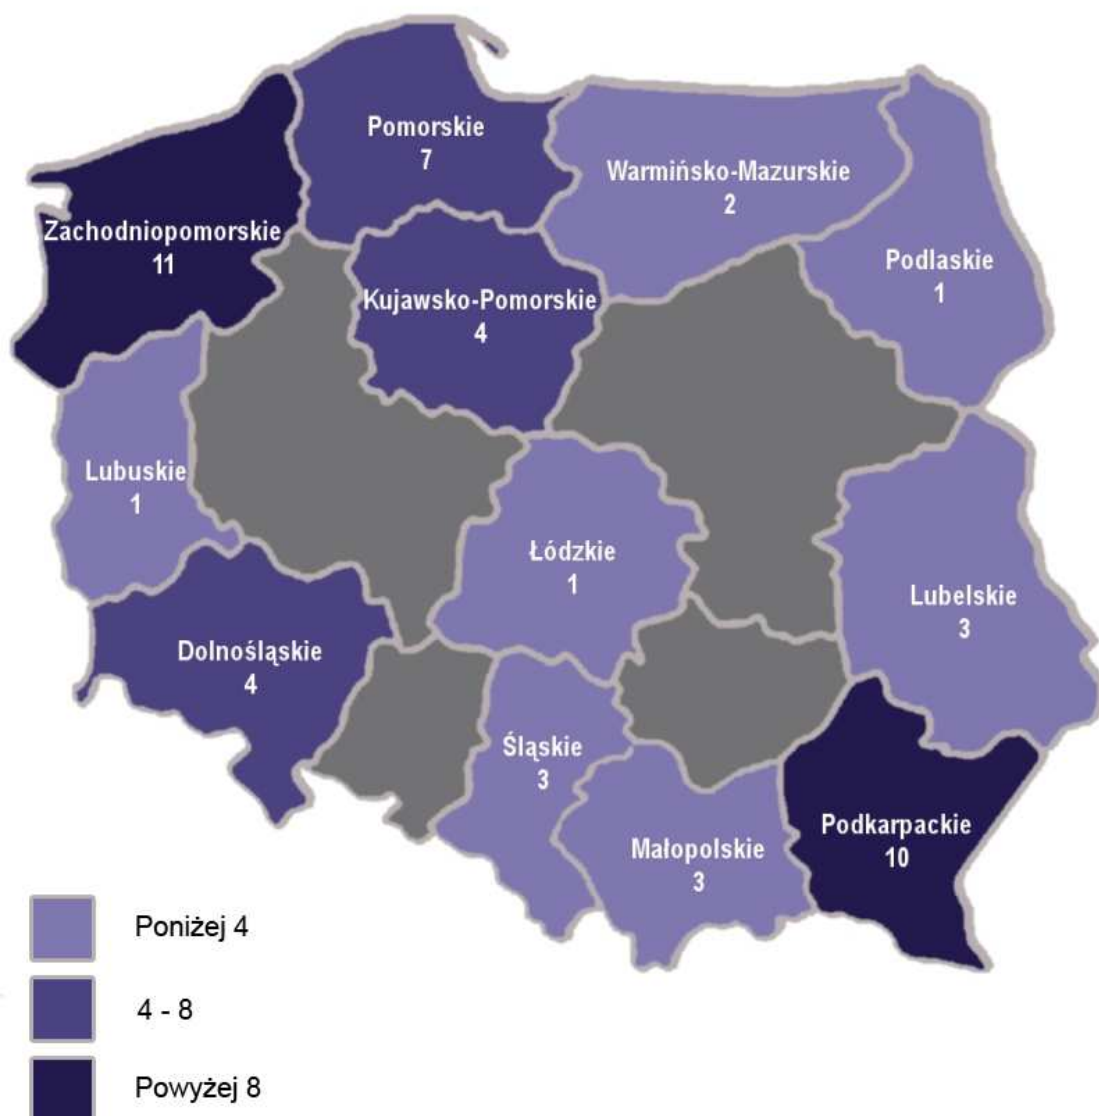 Pomorskie
7
Warmińsko-Mazurskie
2
Zachodniopomorskie
11
Podlaskie
1
Kujawsko-Pomorskie
4
Lubuskie
1
Łódzkie
1
Lubelskie
3
Dolnośląskie
4
Śląskie
3
Podkarpackie
10
Małopolskie
3
Poniżej 4
4 - 8
Powyżej 8